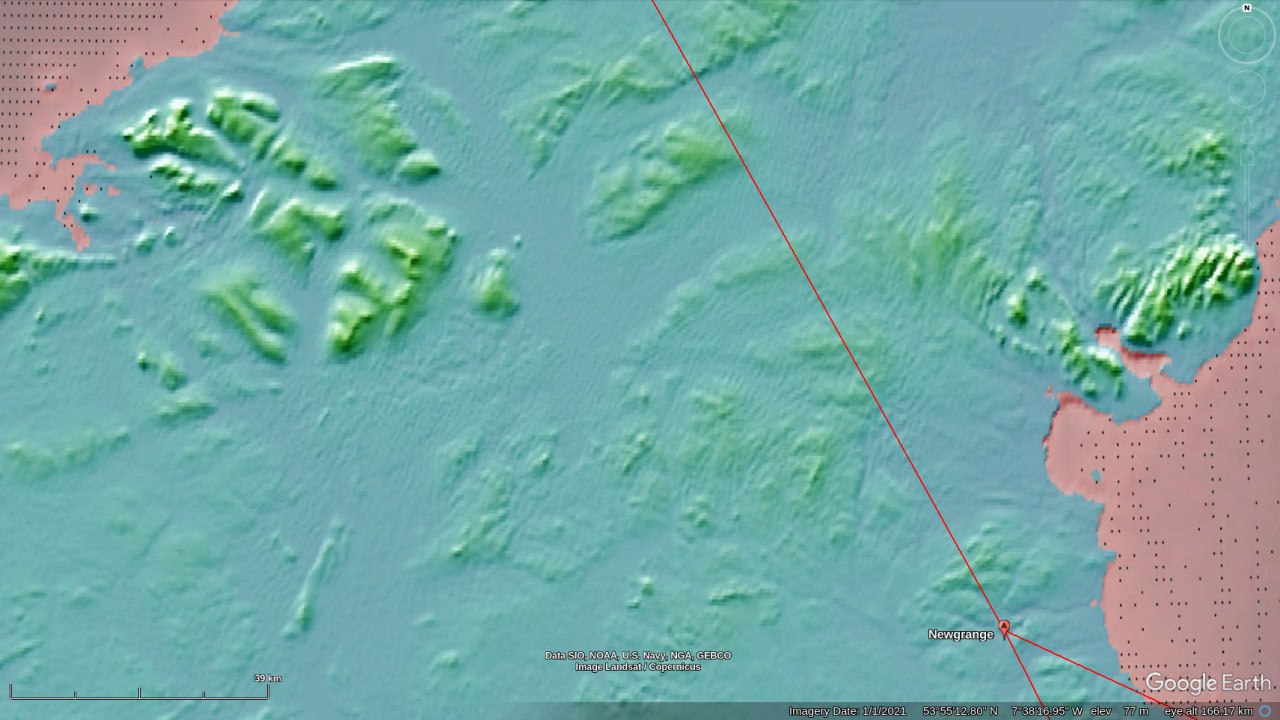 N
A
Newgrange
Data SIO, NOAA, U.S. Navy, NGA, GEBCO
Image Landsat / Copernicus
39 km
Google Earth
Imagery Date: 1/1/2021 53°55'12.80" N 7°38'16.95" W elev 77 m eye alt 166.17 km